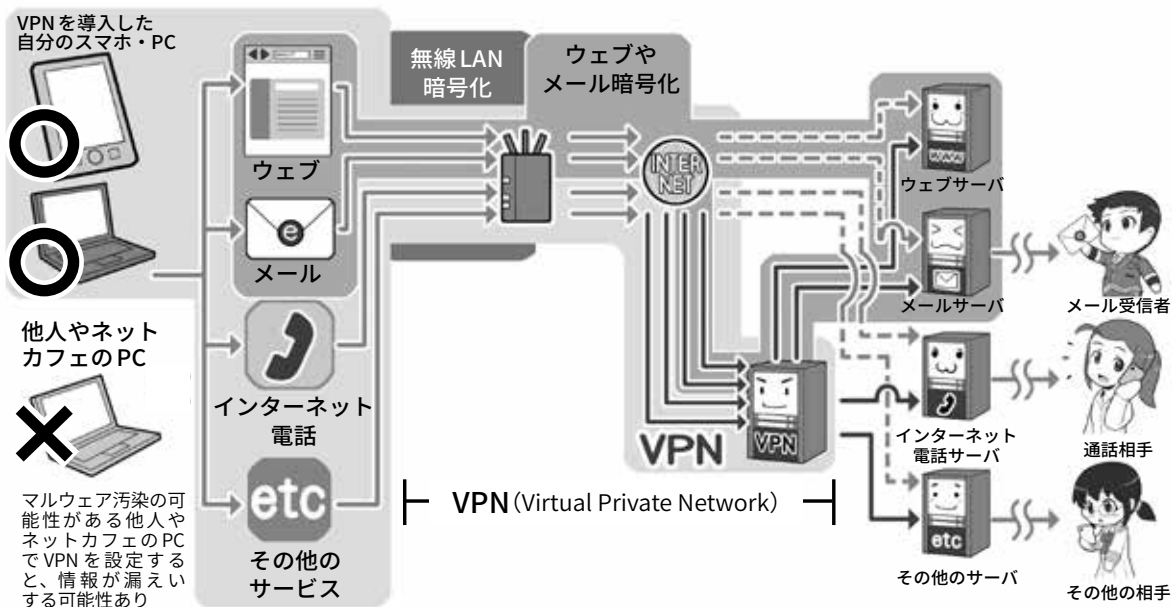 VPNを導入した
自分のスマホ・PC
無線LAN
暗号化
ウェブや
メール暗号化
ウェブ
e
メール
INTER
NET
www
ウェブサーバ
メールサーバ
メール受信者
他人やネット
カフェのPC
インターネット
電話
VPN
VPN
インターネット
電話サーバ
通話相手
マルウェア汚染の可
能性がある他人や
ネットカフェのPC
でVPNを設定する
と、情報が漏えい
する可能性あり
etc
その他の
サービス
VPN(Virtual Private Network)
etc
その他のサーバ
その他の相手